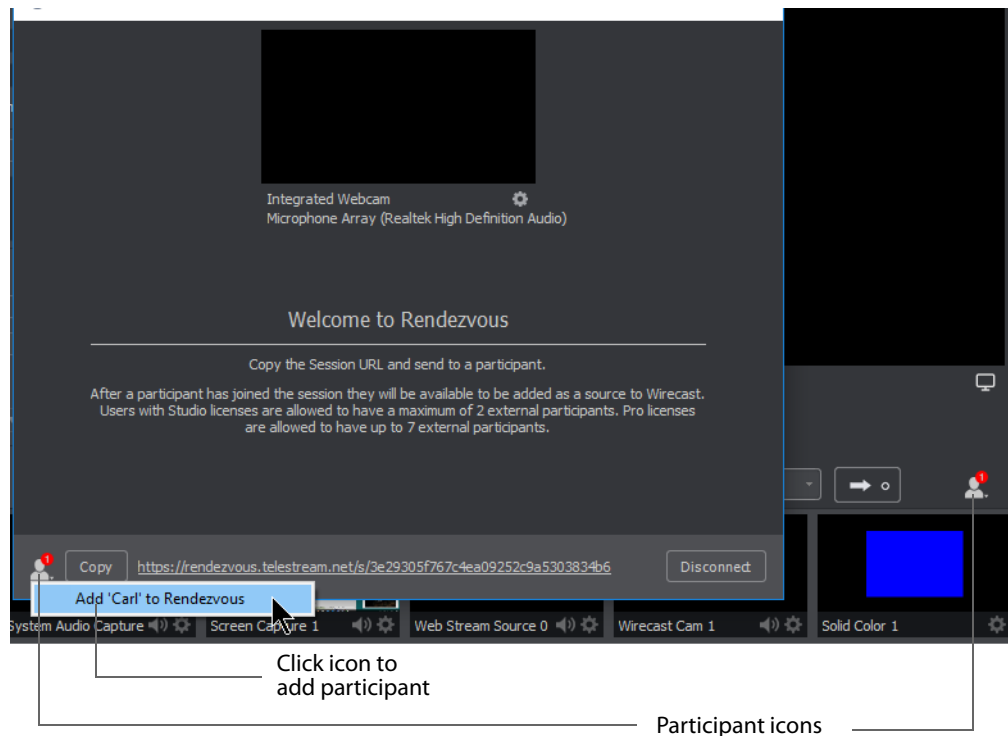 Integrated Webcam
Microphone Array (Realtek High Definition Audio)
Welcome to Rendezvous
Copy the Session URL and send to a participant.
After a participant has joined the session they will be available to be added as a source to Wirecast.
Users with Studio licenses are allowed to have a maximum of 2 external participants. Pro licenses
are allowed to have up to 7 external participants.
1
1
Copy
https://rendezvous.telestream.net/s/3e29305f767c4ea09252c9a5303834b6
Disconnect
Add 'Carl' to Rendezvous
System Audio Capture
Screen Capture 1
Web Stream Source 0
Wirecast Cam 1
Solid Color 1
Click icon to
add participant
Participant icons